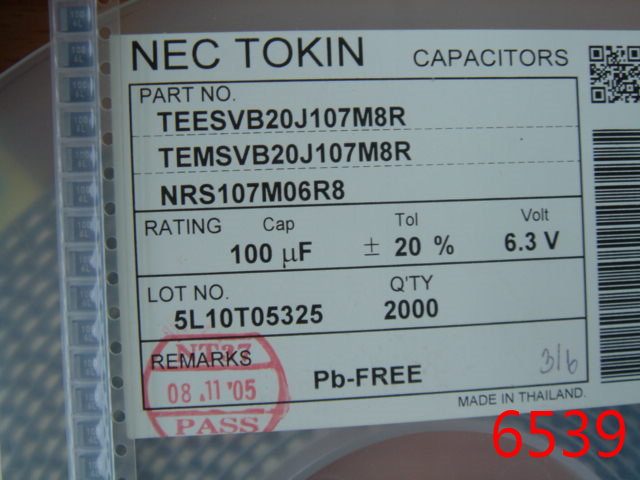 NEC TOKIN CAPACITORS
PART NO.
TEESVB20J107M8R
TEMSVB20J107M8R
NRS107M06R8
RATING Cap Tol Volt
100 μF ± 20 % 6.3 V
LOT NO. Q'TY
5L10T05325 2000
REMARKS
NT37
08.11'05
PASS
Pb-FREE
3/6
MADE IN THAILAND.
6539